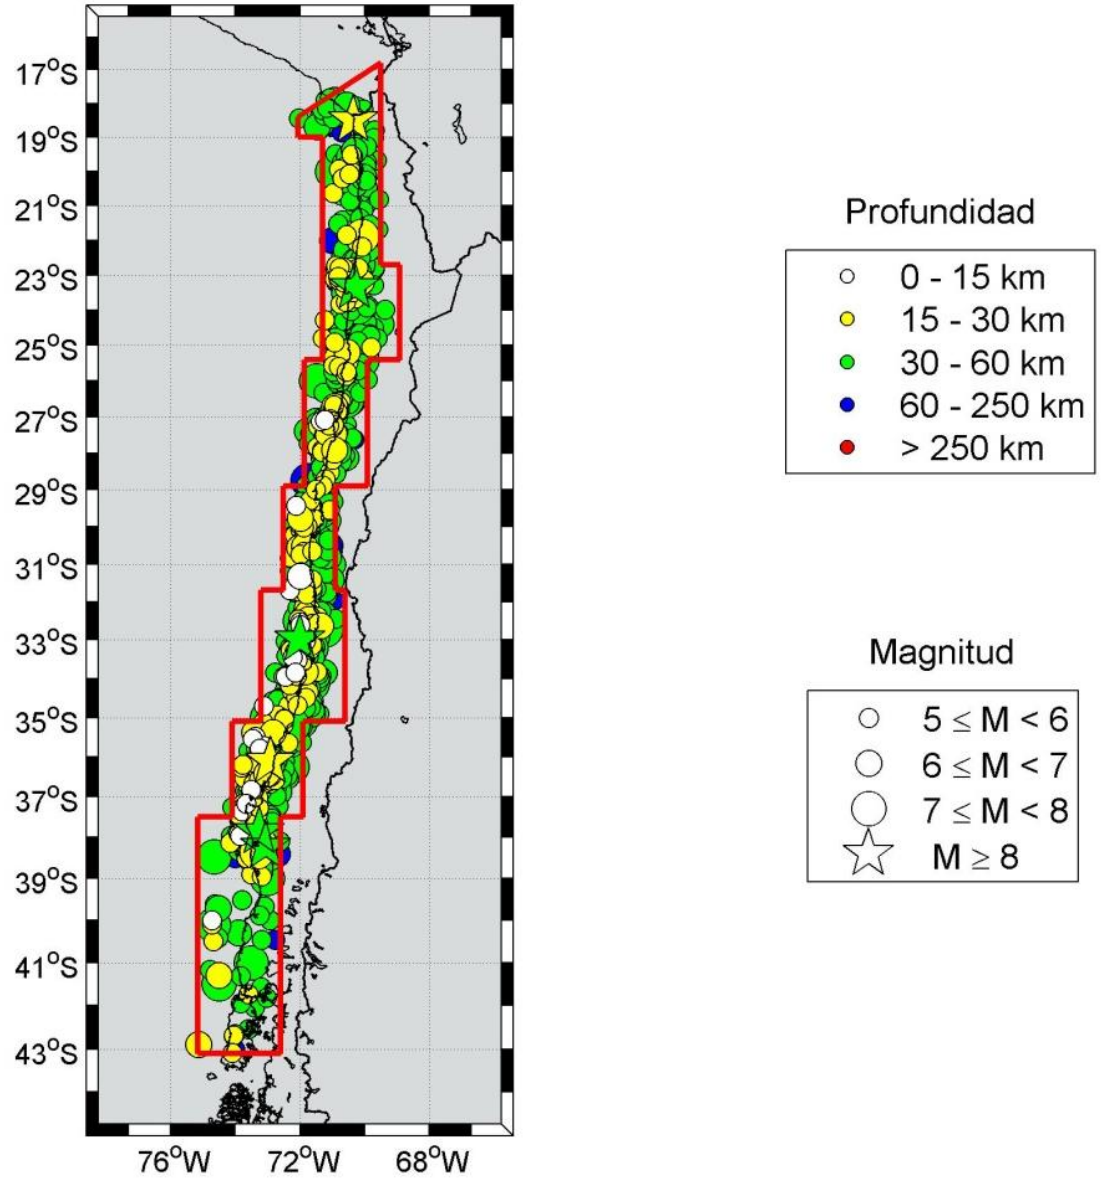 17°S
19°S
21°S
23°S
25°S
27°S
29°S
31°S
33°S
35°S
37°S
39°S
41°S
43°S
76°W
72°W
68°W
Profundidad
0 - 15 km
15 - 30 km
30 - 60 km
60 - 250 km
> 250 km
Magnitud
5 ≤ M < 6
6 ≤ M < 7
7 ≤ M < 8
M ≥ 8